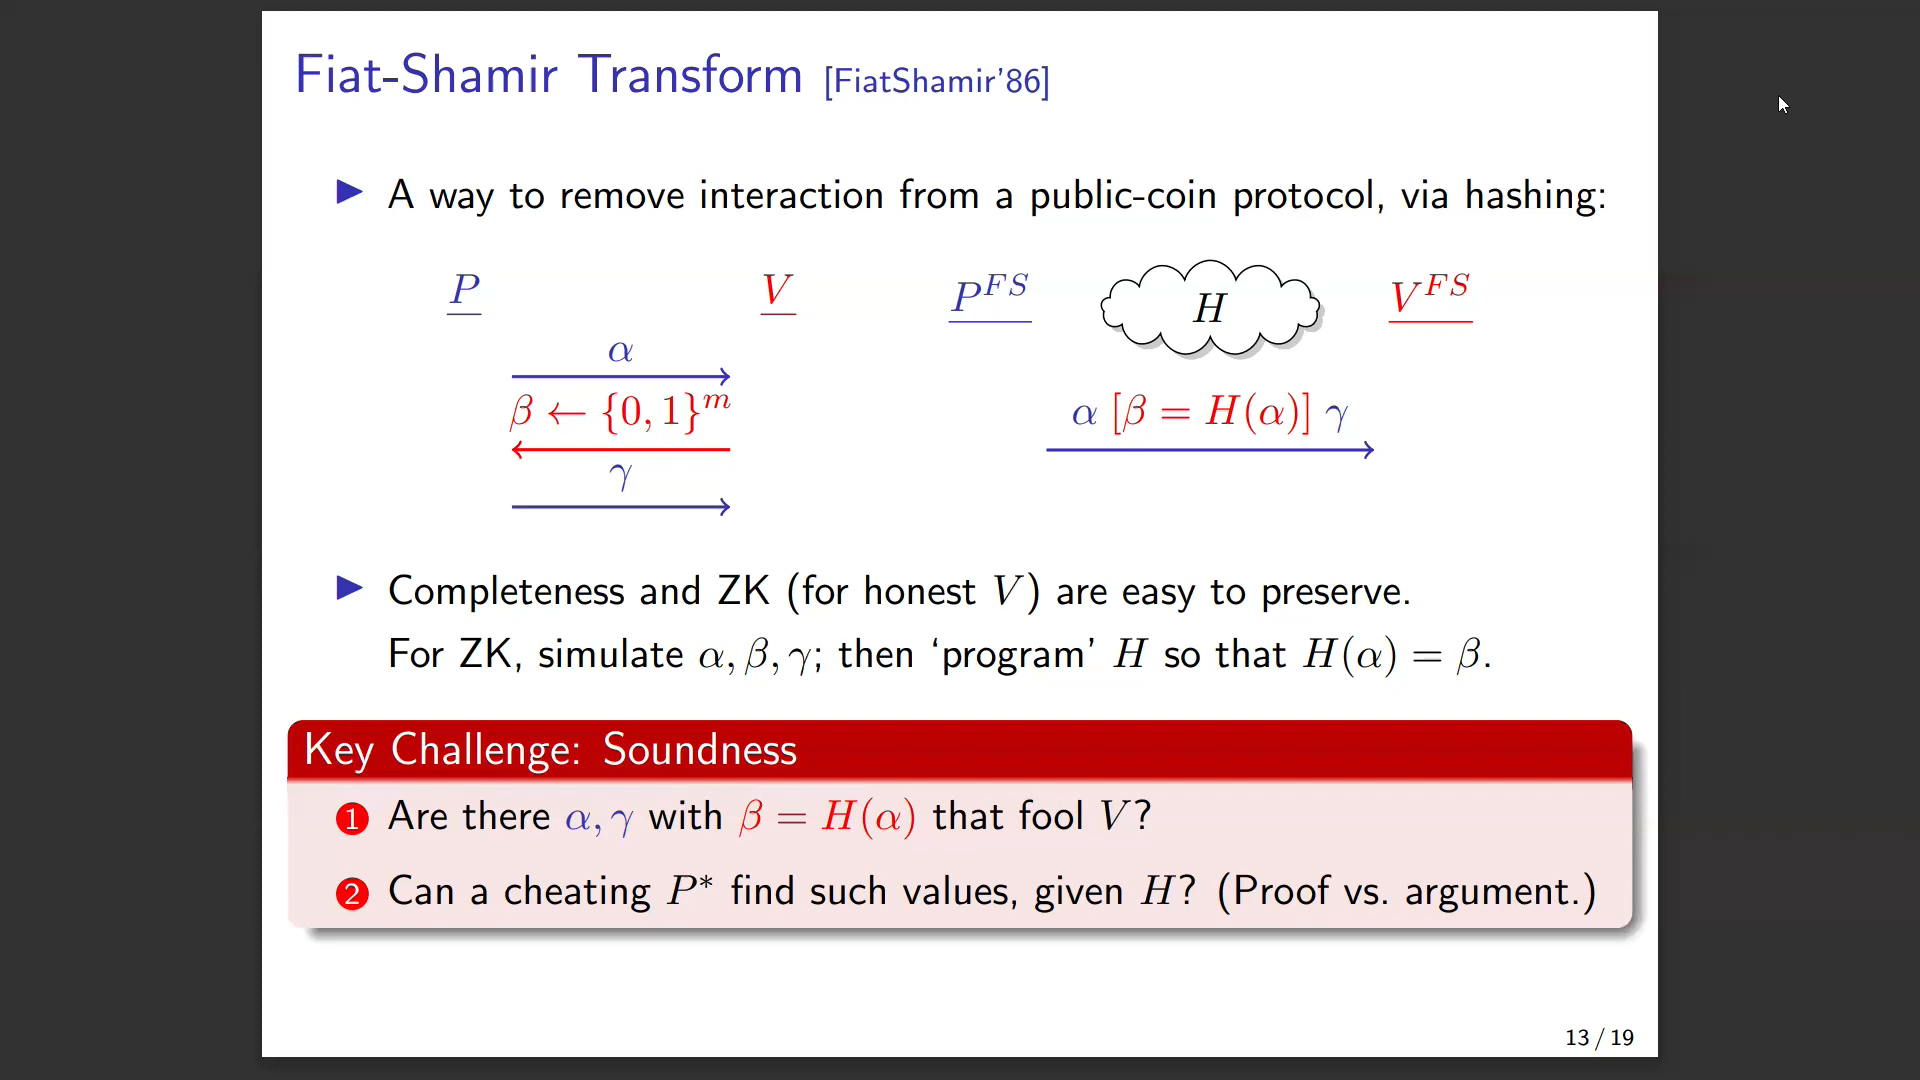 Fiat-Shamir Transform [FiatShamir’86]
▶ A way to remove interaction from a public-coin protocol, via hashing:
P V P^{FS} H V^{FS}
α
β ← {0, 1}^m α [β = H(α)] γ
γ
▶ Completeness and ZK (for honest V) are easy to preserve.
For ZK, simulate α, β, γ; then ‘program’ H so that H(α) = β.
Key Challenge: Soundness
1 Are there α, γ with β = H(α) that fool V?
2 Can a cheating P* find such values, given H? (Proof vs. argument.)
13 / 19